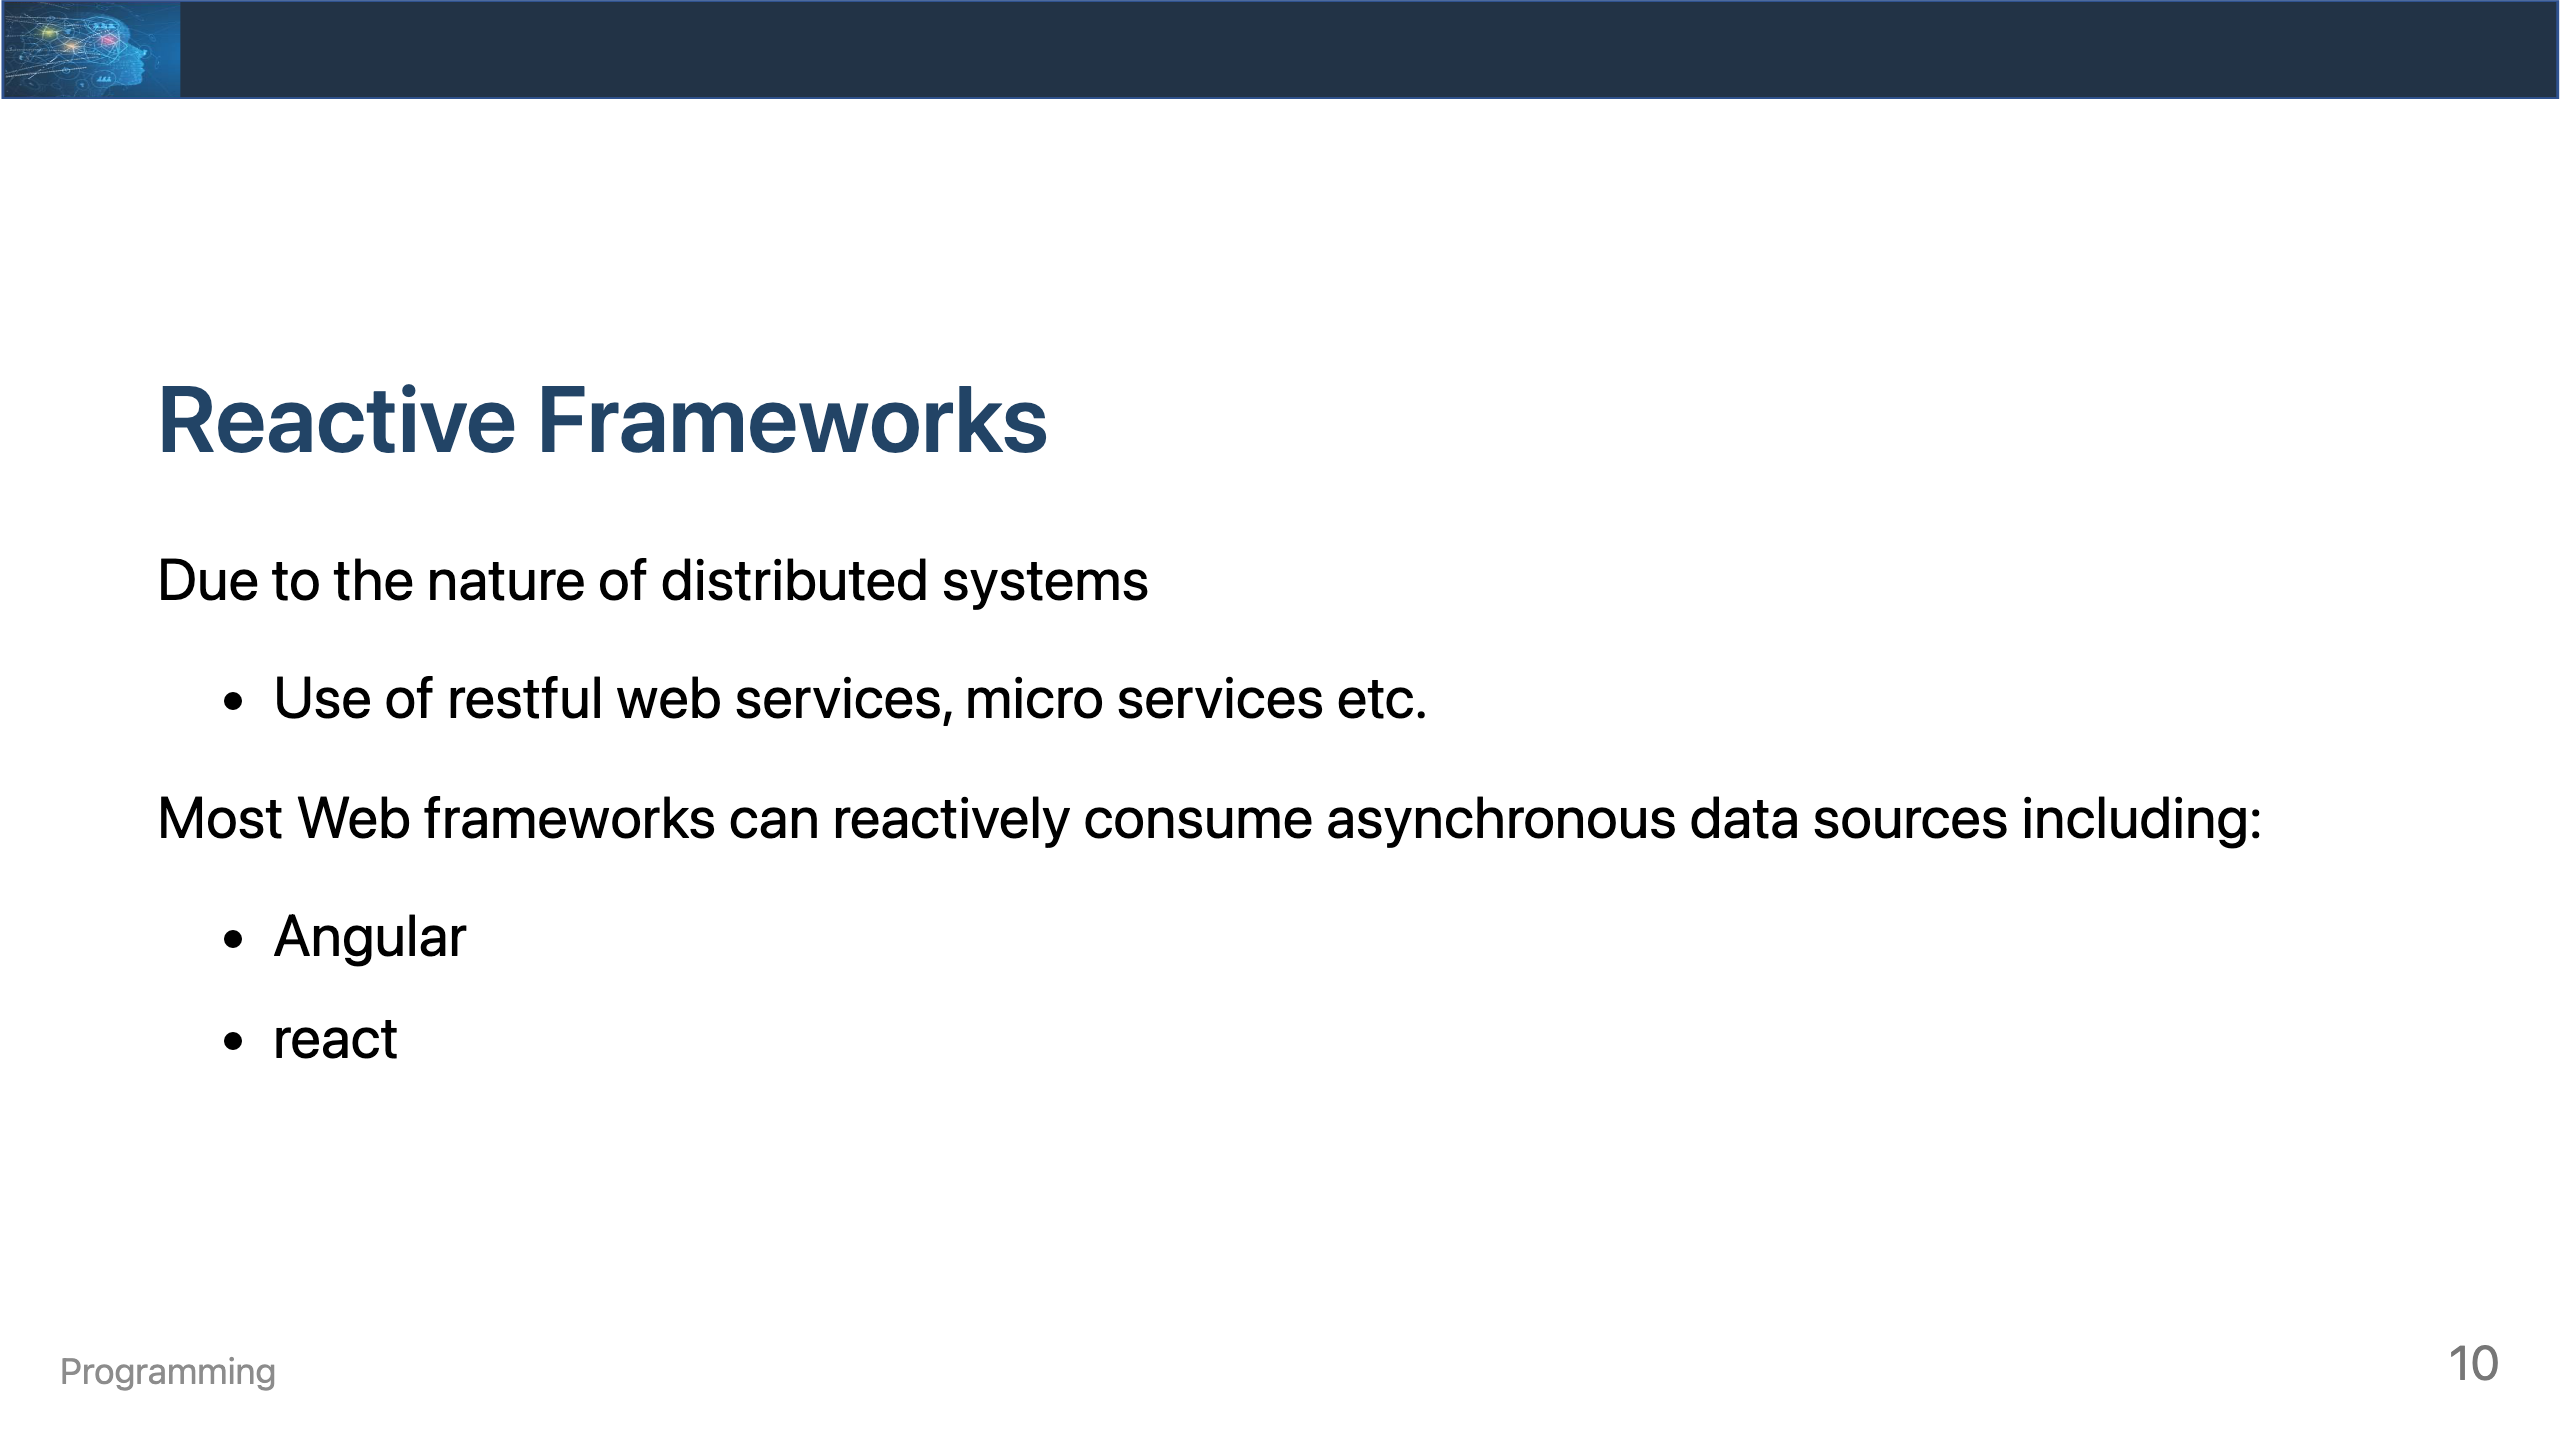 Reactive Frameworks
Due to the nature of distributed systems
• Use of restful web services, micro services etc.
Most Web frameworks can reactively consume asynchronous data sources including:
• Angular
• react
Programming
10